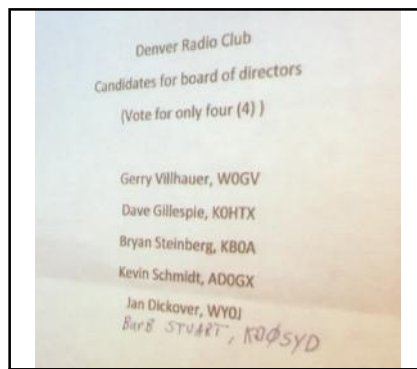 Denver Radio Club
Candidates for board of directors
(Vote for only four (4) )
Gerry Villhauer, W0GV
Dave Gillespie, K0HTX
Bryan Steinberg, KB0A
Kevin Schmidt, AD0GX
Jan Dickover, WY0J
BarB STUART, KDØSYD